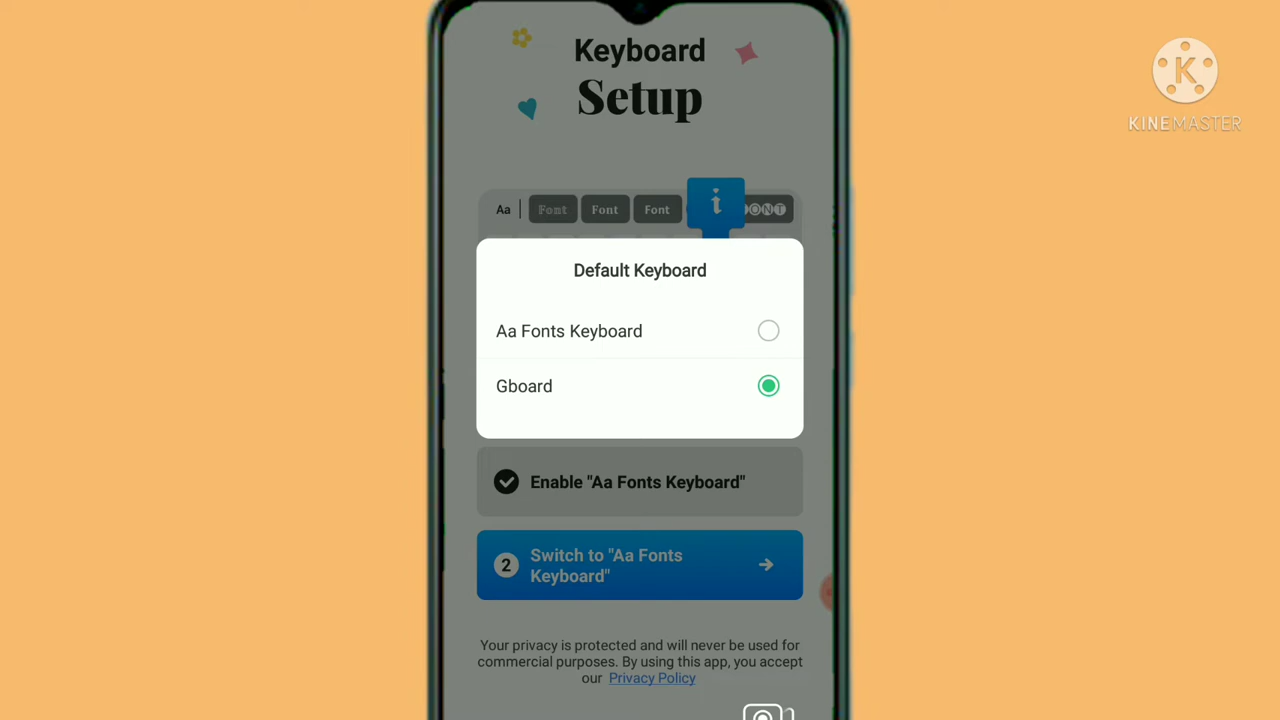 Keyboard
Setup
KINEMASTER
Aa Font Font Font i ONT
Default Keyboard
Aa Fonts Keyboard
Gboard
Enable "Aa Fonts Keyboard"
2 Switch to "Aa Fonts
Keyboard"
Your privacy is protected and will never be used for
commercial purposes. By using this app, you accept
our Privacy Policy